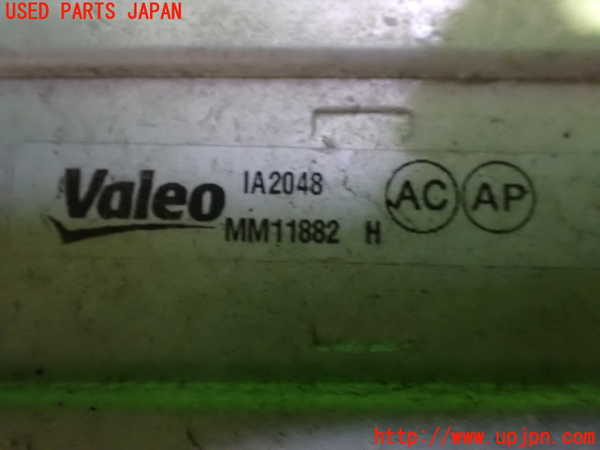 USED PARTS JAPAN
Valeo
IA2048
MM11882 H
AC AP
http://www.upjpn.com/